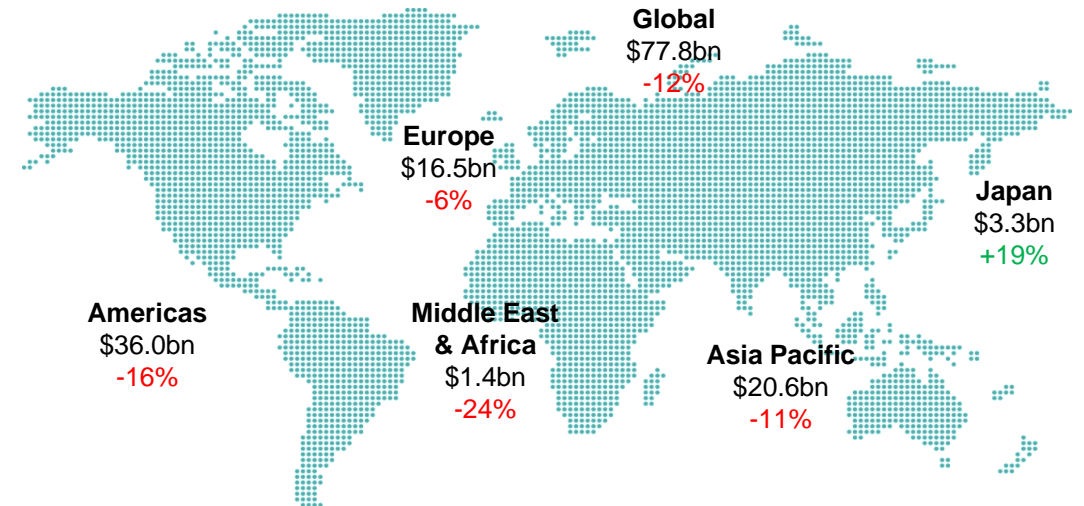 Global
$77.8bn
-12%
Europe
$16.5bn
-6%
Japan
$3.3bn
+19%
Americas
$36.0bn
-16%
Middle East
& Africa
$1.4bn
-24%
Asia Pacific
$20.6bn
-11%